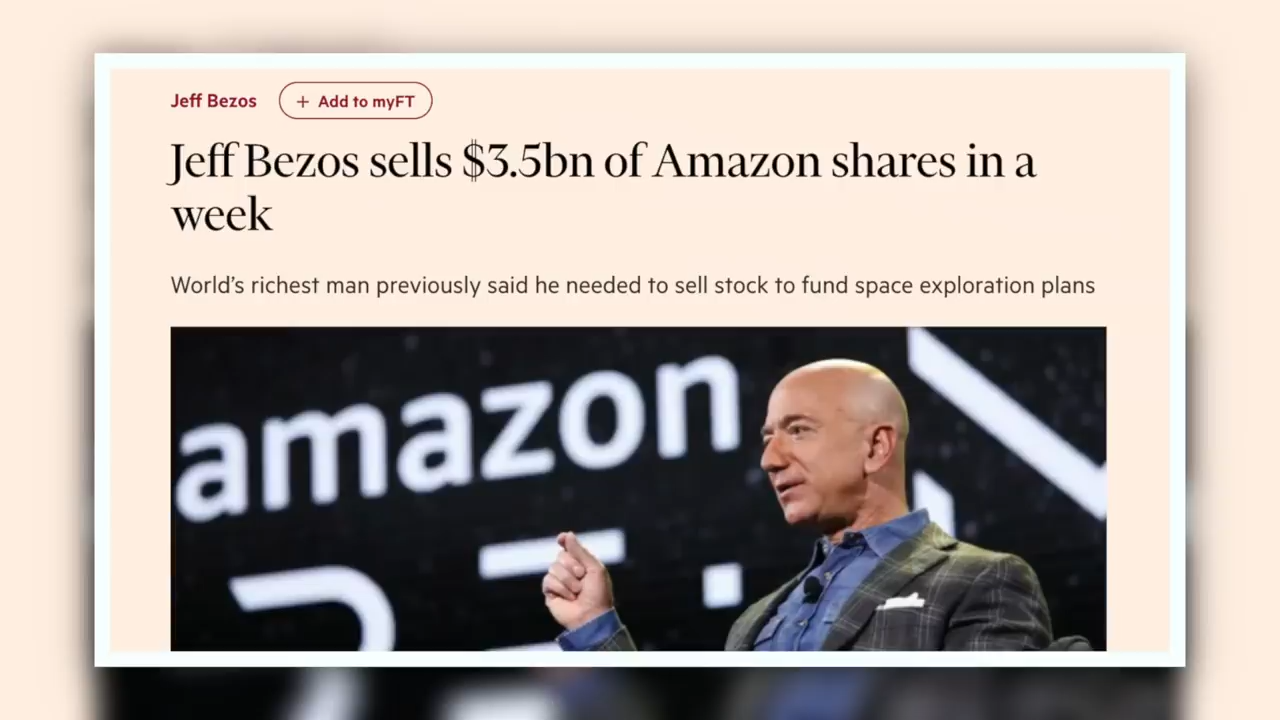 Jeff Bezos
+ Add to myFT
Jeff Bezos sells $3.5bn of Amazon shares in a
week
World's richest man previously said he needed to sell stock to fund space exploration plans
amazon